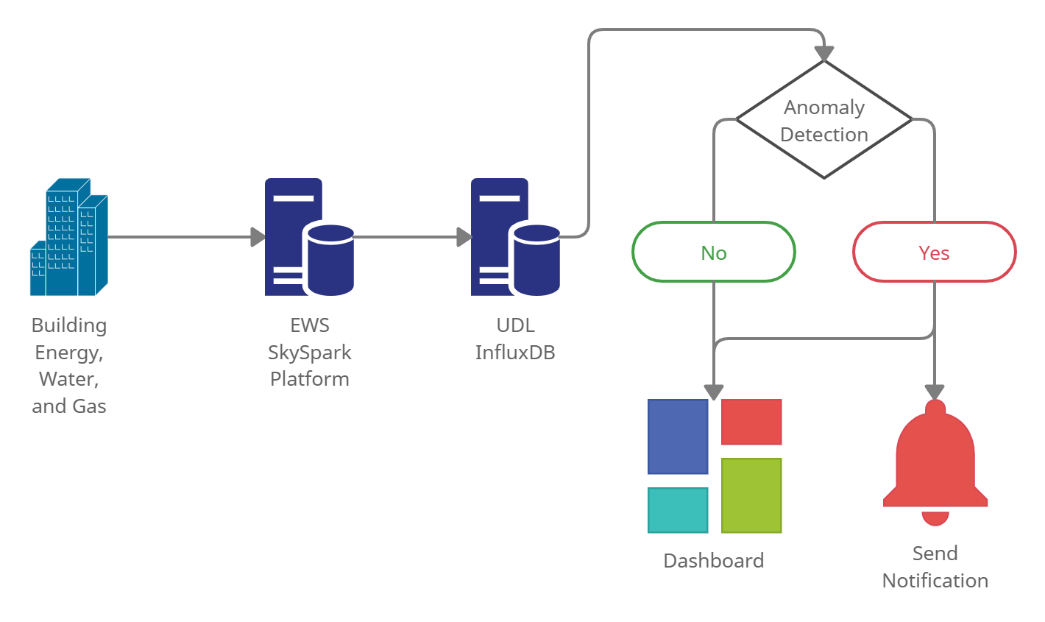 Anomaly
Detection
No
Yes
Building
Energy,
Water,
and Gas
EWS
SkySpark
Platform
UDL
InfluxDB
Dashboard
Send
Notification